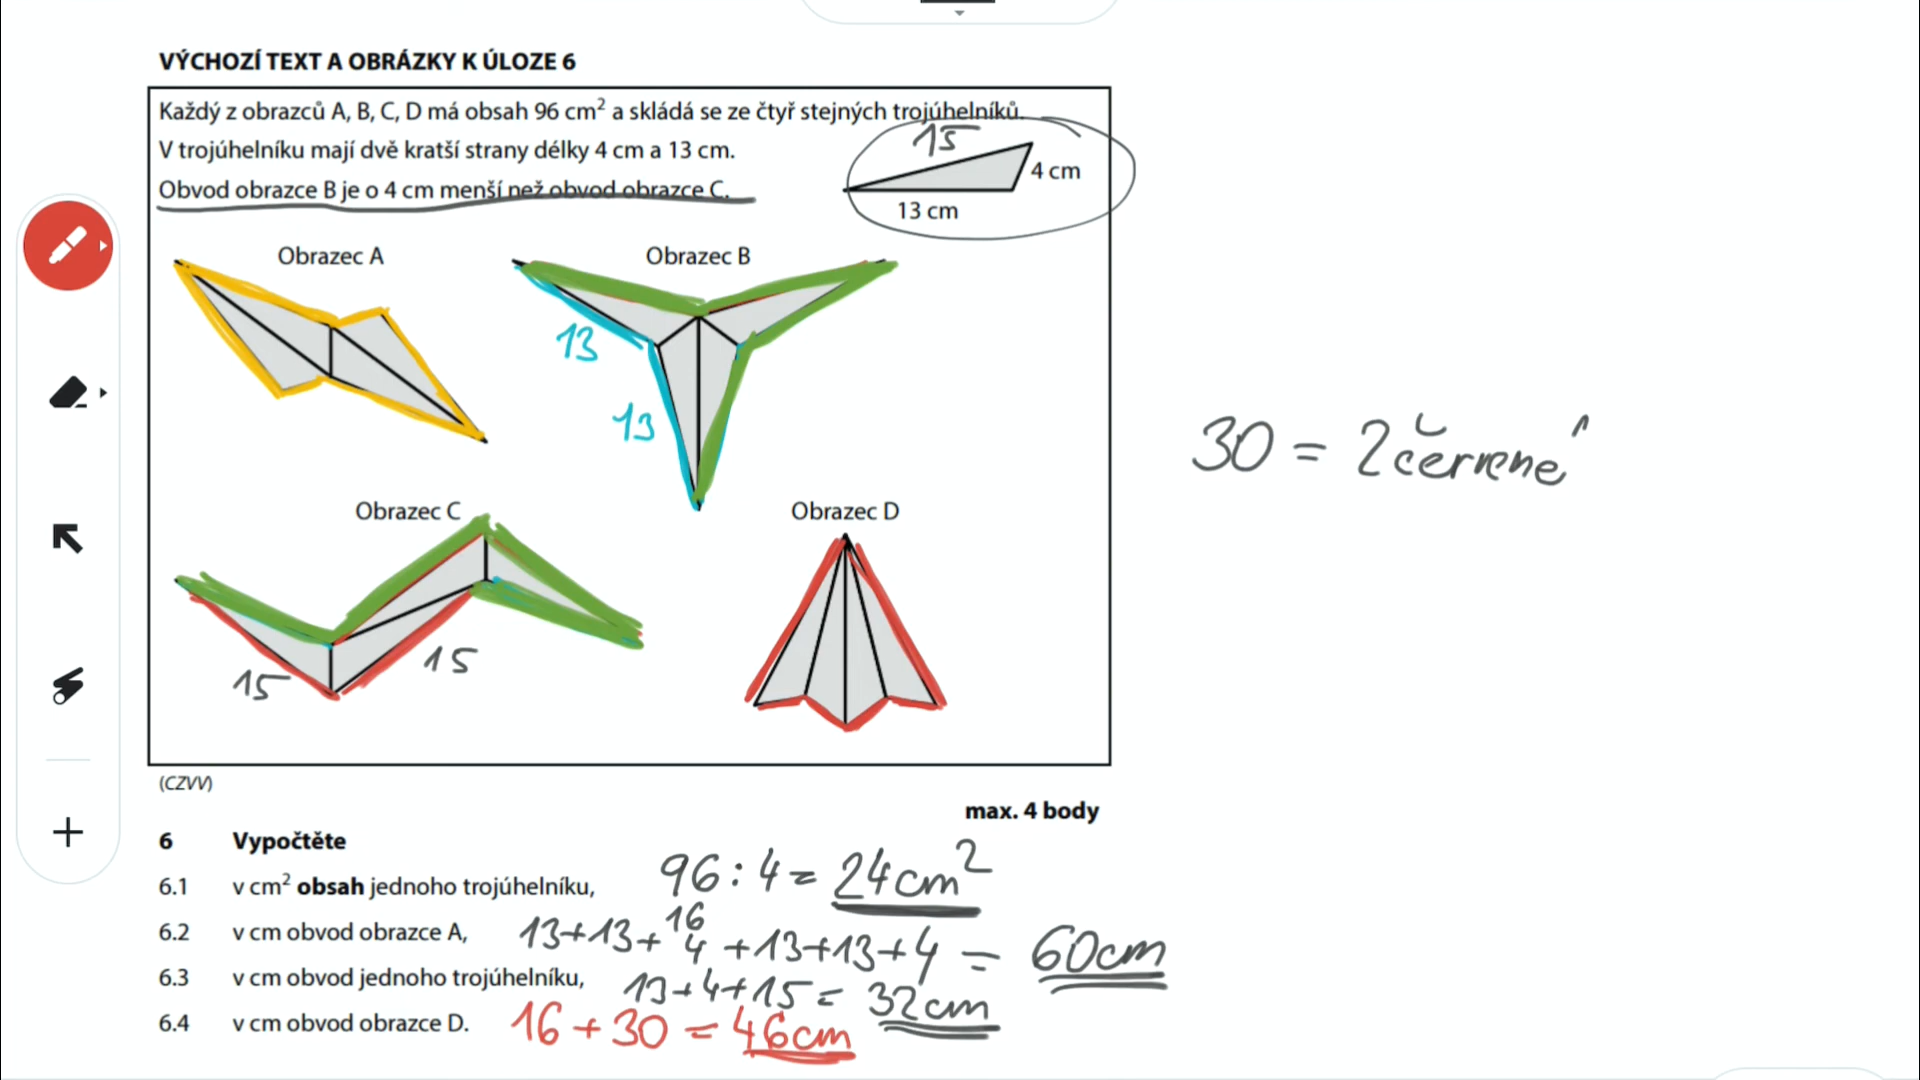 VÝCHOZÍ TEXT A OBRÁZKY K ÚLOZE 6
Každý z obrazců A, B, C, D má obsah 96 cm² a skládá se ze čtyř stejných trojúhelníků.
V trojúhelníku mají dvě kratší strany délky 4 cm a 13 cm.
Obvod obrazce B je o 4 cm menší než obvod obrazce C.
15
4 cm
13 cm
Obrazec A
Obrazec B
13
13
30 = 2 červené
Obrazec C
Obrazec D
15
15
(CZVV)
max. 4 body
6 Vypočtěte
6.1 v cm² obsah jednoho trojúhelníku, 96 : 4 = 24 cm²
16
6.2 v cm obvod obrazce A, 13+13+4+13+13+4 = 60cm
6.3 v cm obvod jednoho trojúhelníku, 13+4+15 = 32cm
6.4 v cm obvod obrazce D. 16 + 30 = 46cm